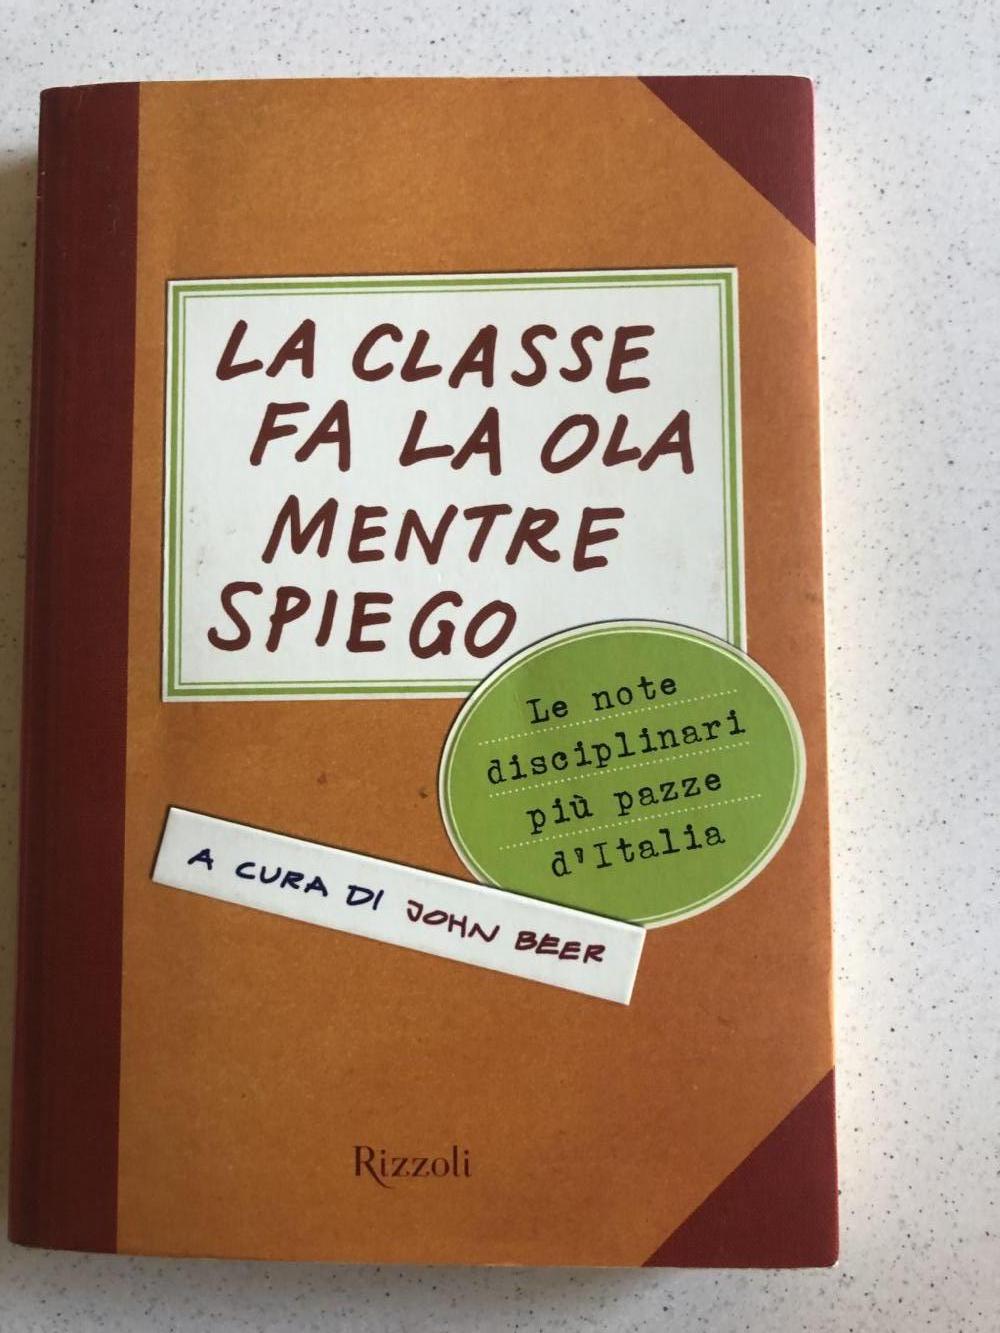 LA CLASSE
FA LA OLA
MENTRE
SPIEGO
Le note
disciplinari
più pazze
d'Italia
A CURA DI JOHN BEER
Rizzoli